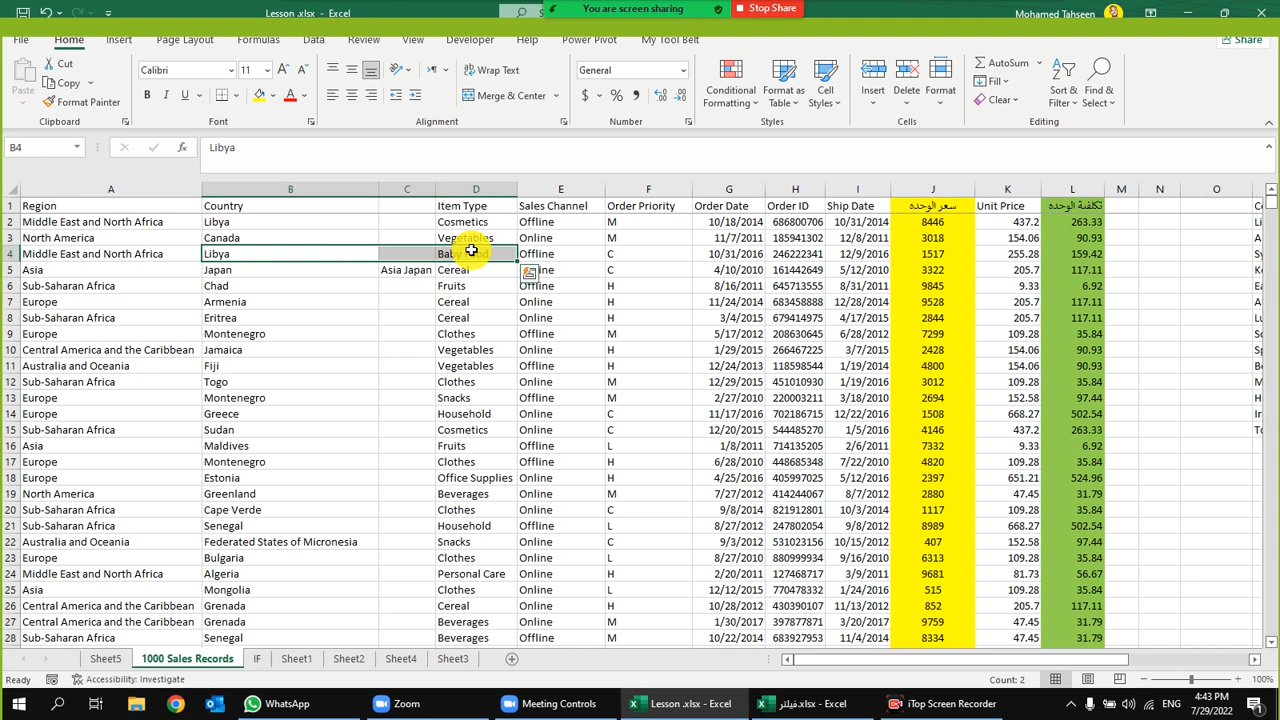 Lesson .xlsx - Excel
You are screen sharing
Stop Share
Mohamed Tahseen
File Home Insert Page Layout Formulas Data Review View Developer Help Power Pivot My Tool Belt Share
Paste
Cut
Copy
Format Painter
Calibri 11
B I U
Wrap Text
Merge & Center
General
$ %
Conditional Formatting
Format as Table
Cell Styles
Insert Delete Format
AutoSum
Fill
Clear
Sort & Filter
Find & Select
Clipboard Font Alignment Number Styles Cells Editing
B4 fx Libya
A B C D E F G H I J K L M N O
1 Region Country Item Type Sales Channel Order Priority Order Date Order ID Ship Date سعر الوحده Unit Price تكلفئة الوحده
2 Middle East and North Africa Libya Cosmetics Offline M 10/18/2014 686800706 10/31/2014 8446 437.2 263.33
3 North America Canada Vegetables Online M 11/7/2011 185941302 12/8/2011 3018 154.06 90.93
4 Middle East and North Africa Libya Baby Offline C 10/31/2016 246222341 12/9/2016 1517 255.28 159.42
5 Asia Japan Asia Japan Cereal C 4/10/2010 161442649 5/12/2010 3322 205.7 117.11
6 Sub-Saharan Africa Chad Fruits Offline H 8/16/2011 645713555 8/31/2011 9845 9.33 6.92
7 Europe Armenia Cereal Online H 11/24/2014 683458888 12/28/2014 9528 205.7 117.11
8 Sub-Saharan Africa Eritrea Cereal Online H 3/4/2015 679414975 4/17/2015 2844 205.7 117.11
9 Europe Montenegro Clothes Offline M 5/17/2012 208630645 6/28/2012 7299 109.28 35.84
10 Central America and the Caribbean Jamaica Vegetables Online H 1/29/2015 266467225 3/7/2015 2428 154.06 90.93
11 Australia and Oceania Fiji Vegetables Offline H 12/24/2013 118598544 1/19/2014 4800 154.06 90.93
12 Sub-Saharan Africa Togo Clothes Online M 12/29/2015 451010930 1/19/2016 3012 109.28 35.84
13 Europe Montenegro Snacks Offline M 2/27/2010 220003211 3/18/2010 2694 152.58 97.44
14 Europe Greece Household Online C 11/17/2016 702186715 12/22/2016 1508 668.27 502.54
15 Sub-Saharan Africa Sudan Cosmetics Online C 12/20/2015 544485270 1/5/2016 4146 437.2 263.33
16 Asia Maldives Fruits Offline L 1/8/2011 714135205 2/6/2011 7332 9.33 6.92
17 Europe Montenegro Clothes Offline H 6/28/2010 448685348 7/22/2010 4820 109.28 35.84
18 Europe Estonia Office Supplies Online H 4/25/2016 405997025 5/12/2016 2397 651.21 524.96
19 North America Greenland Beverages Online M 7/27/2012 414244067 8/7/2012 2880 47.45 31.79
20 Sub-Saharan Africa Cape Verde Clothes Online C 9/8/2014 821912801 10/3/2014 1117 109.28 35.84
21 Sub-Saharan Africa Senegal Household Offline L 8/27/2012 247802054 9/8/2012 8989 668.27 502.54
22 Australia and Oceania Federated States of Micronesia Snacks Online C 9/3/2012 531023156 10/15/2012 407 152.58 97.44
23 Europe Bulgaria Clothes Online L 8/27/2010 880999934 9/16/2010 6313 109.28 35.84
24 Middle East and North Africa Algeria Personal Care Online H 2/20/2011 127468717 3/9/2011 9681 81.73 56.67
25 Asia Mongolia Clothes Online L 12/12/2015 770478332 1/24/2016 515 109.28 35.84
26 Central America and the Caribbean Grenada Cereal Online H 10/28/2012 430390107 11/13/2012 852 205.7 117.11
27 Central America and the Caribbean Grenada Beverages Online M 1/30/2017 397877871 3/20/2017 9759 47.45 31.79
28 Sub-Saharan Africa Senegal Beverages Offline M 10/22/2014 683927953 11/4/2014 8334 47.45 31.79
Sheet5 1000 Sales Records IF Sheet1 Sheet2 Sheet4 Sheet3
Ready Accessibility: Investigate Count: 2 100%
WhatsApp Zoom Meeting Controls Lesson .xlsx - Excel فيلتر.xlsx - Excel iTop Screen Recorder ENG
4:43 PM
7/29/2022